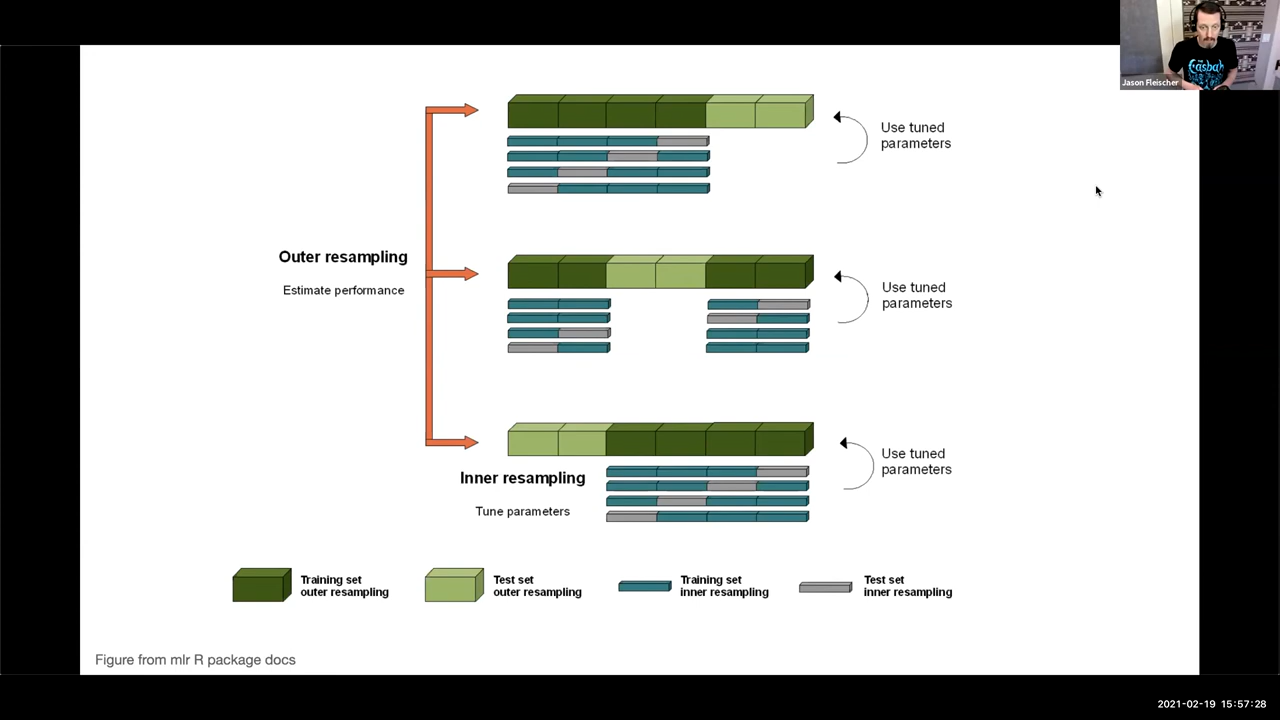 Casbah
Jason Fleischer
Use tuned
parameters
Outer resampling
Estimate performance
Use tuned
parameters
Use tuned
parameters
Inner resampling
Tune parameters
Training set
outer resampling
Test set
outer resampling
Training set
inner resampling
Test set
inner resampling
Figure from mlr R package docs
2021-02-19 15:57:28